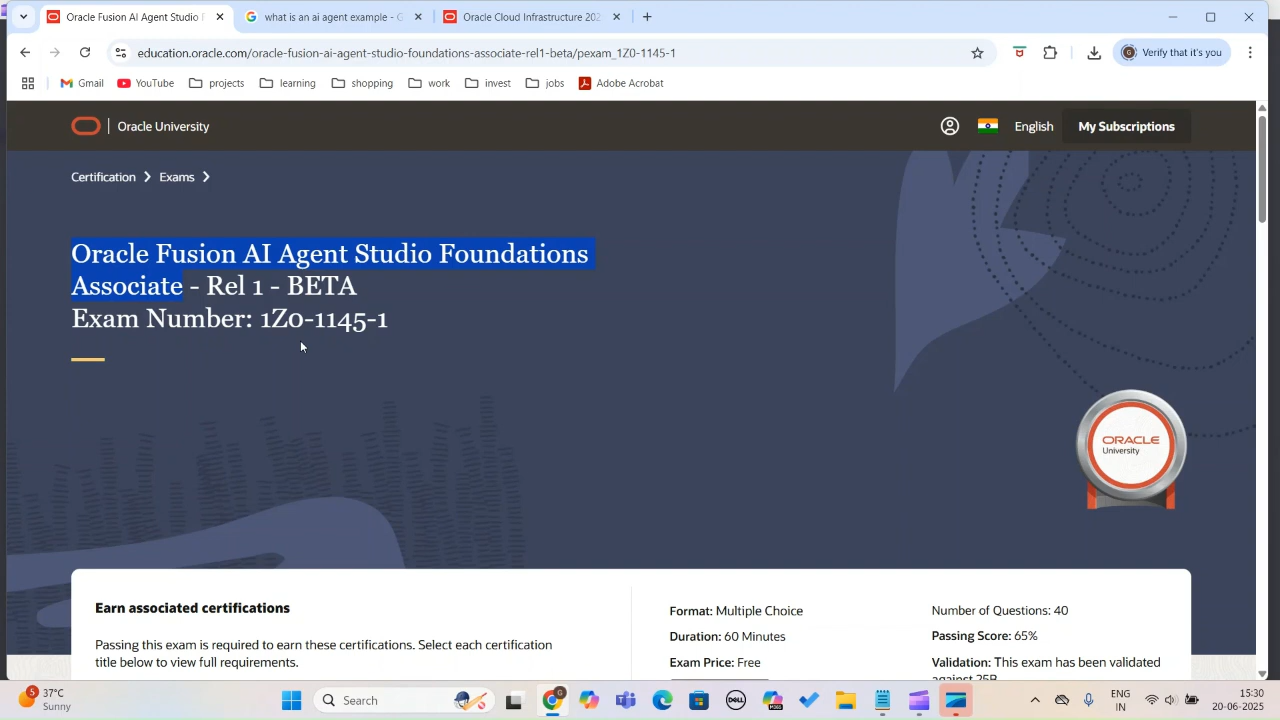 Oracle Fusion AI Agent Studio F
what is an ai agent example - G
Oracle Cloud Infrastructure 202
education.oracle.com/oracle-fusion-ai-agent-studio-foundations-associate-rel1-beta/pexam_1Z0-1145-1
Verify that it's you
Gmail
YouTube
projects
learning
shopping
work
invest
jobs
Adobe Acrobat
Oracle University
English
My Subscriptions
Certification
Exams
Oracle Fusion AI Agent Studio Foundations
Associate - Rel 1 - BETA
Exam Number: 1Z0-1145-1
ORACLE
University
Earn associated certifications
Passing this exam is required to earn these certifications. Select each certification
title below to view full requirements.
Format: Multiple Choice
Duration: 60 Minutes
Exam Price: Free
Number of Questions: 40
Passing Score: 65%
Validation: This exam has been validated
against 25B
5
37°C
Sunny
Search
DELL
M365
ENG
IN
15:30
20-06-2025